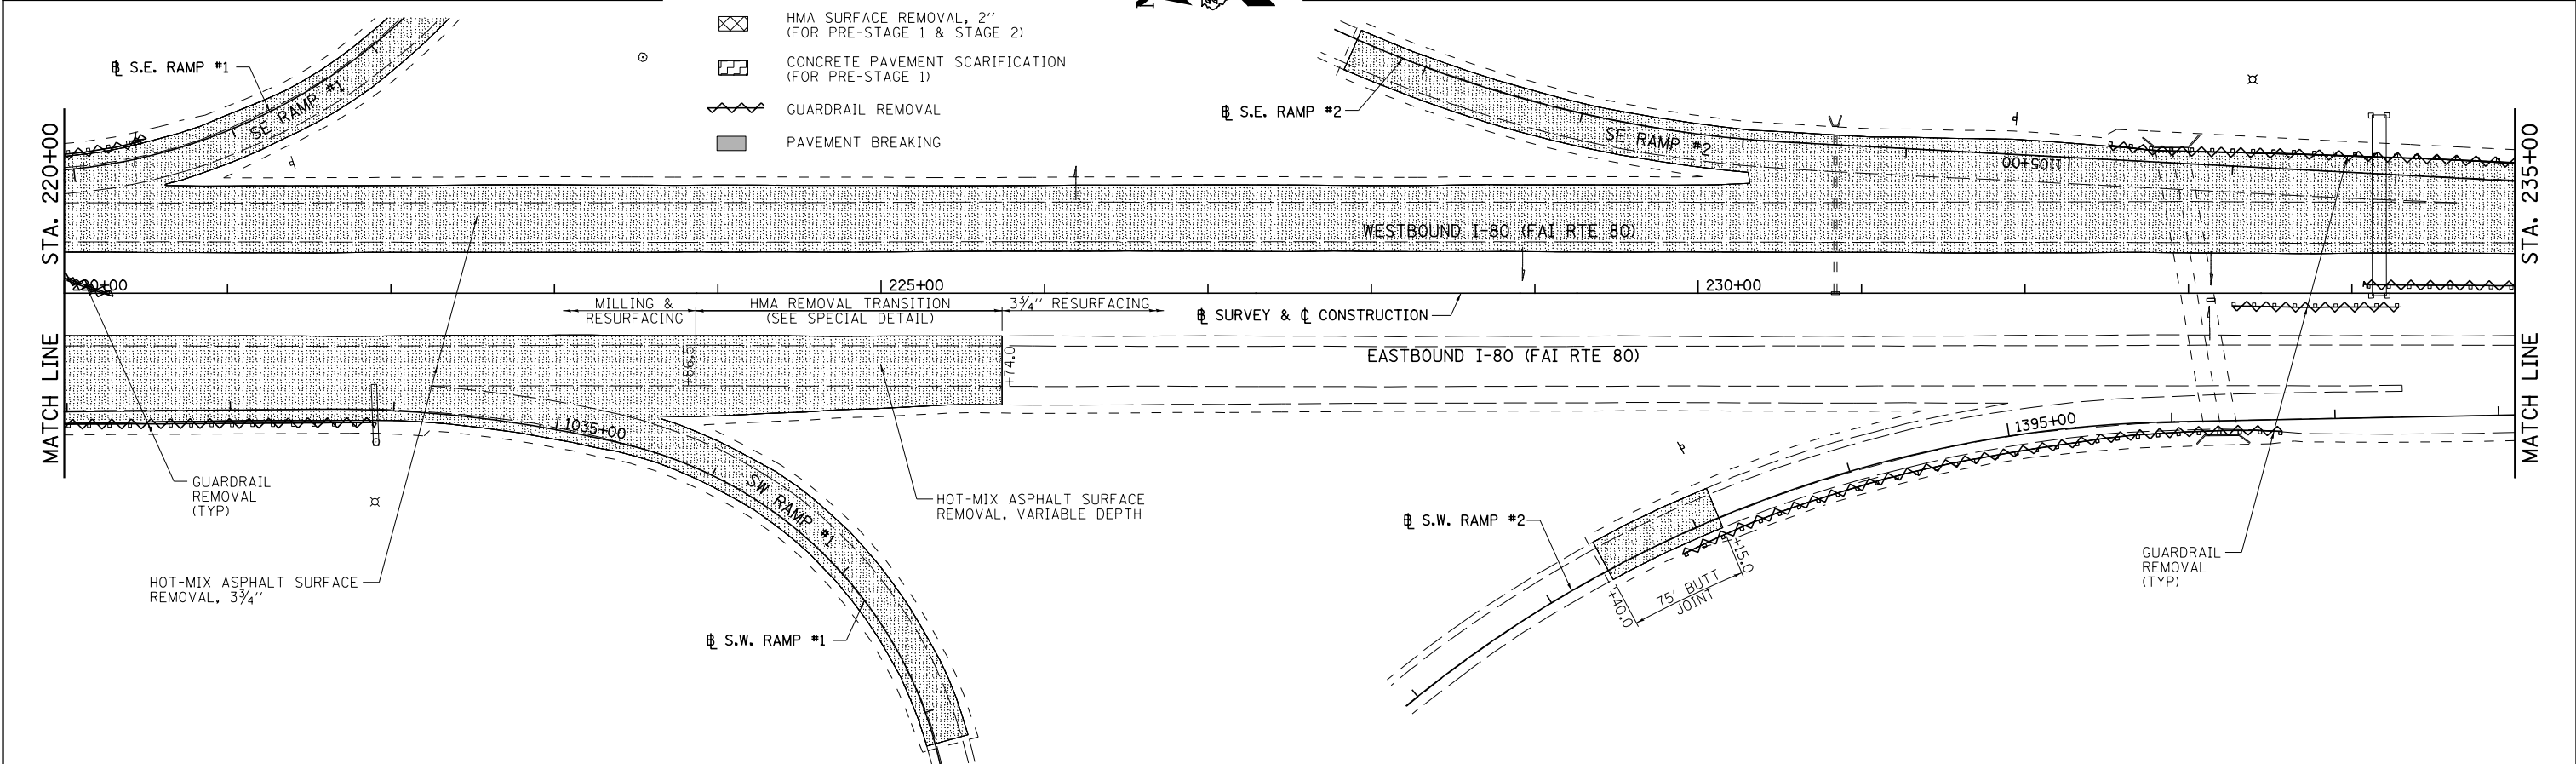 HMA SURFACE REMOVAL, 2"
(FOR PRE-STAGE 1 & STAGE 2)
CONCRETE PAVEMENT SCARIFICATION
(FOR PRE-STAGE 1)
GUARDRAIL REMOVAL
PAVEMENT BREAKING
℄ S.E. RAMP #1
SE RAMP #1
℄ S.E. RAMP #2
SE RAMP #2
1105+00
STA. 220+00
STA. 235+00
WESTBOUND I-80 (FAI RTE 80)
220+00
225+00
230+00
MILLING &
RESURFACING
HMA REMOVAL TRANSITION
(SEE SPECIAL DETAIL)
3¾" RESURFACING
℄ SURVEY & ℄ CONSTRUCTION
+86.5
+74.0
EASTBOUND I-80 (FAI RTE 80)
MATCH LINE
MATCH LINE
1035+00
1395+00
GUARDRAIL
REMOVAL
(TYP)
SW RAMP #1
HOT-MIX ASPHALT SURFACE
REMOVAL, VARIABLE DEPTH
℄ S.W. RAMP #2
+15.0
75' BUTT
JOINT
+40.0
GUARDRAIL
REMOVAL
(TYP)
HOT-MIX ASPHALT SURFACE
REMOVAL, 3¾"
℄ S.W. RAMP #1